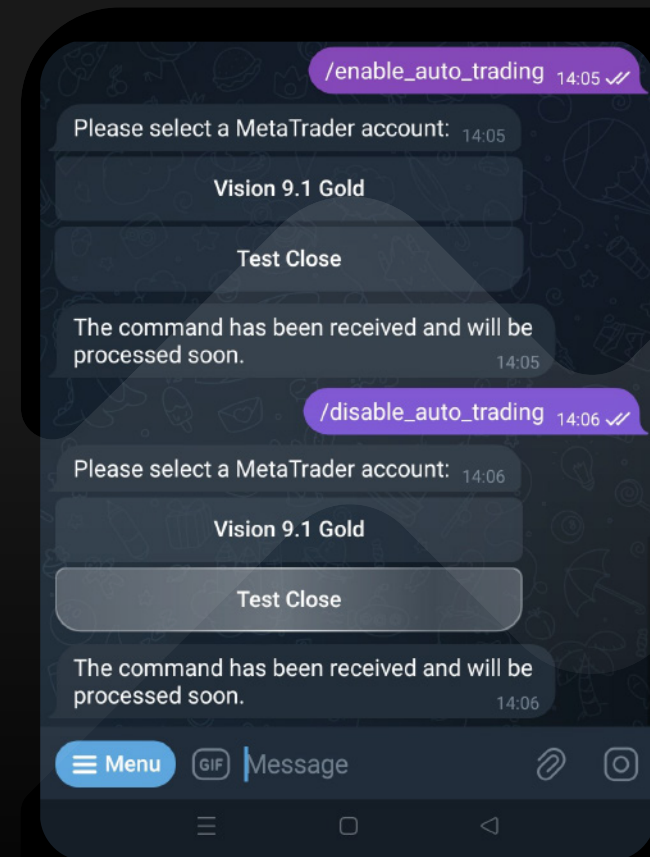 /enable_auto_trading 14:05
Please select a MetaTrader account: 14:05
Vision 9.1 Gold
Test Close
The command has been received and will be
processed soon. 14:05
/disable_auto_trading 14:06
Please select a MetaTrader account: 14:06
Vision 9.1 Gold
Test Close
The command has been received and will be
processed soon. 14:06
Menu GIF Message